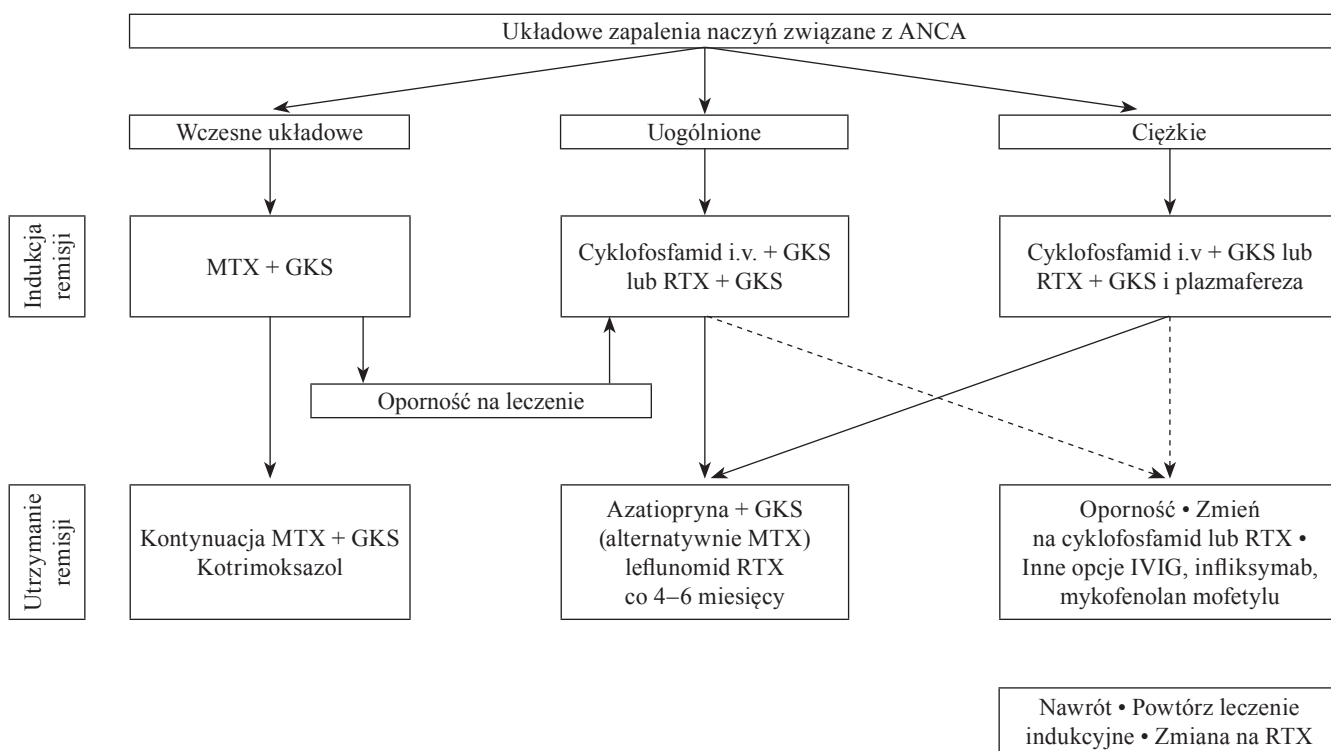 Układowe zapalenia naczyń związane z ANCA
Wczesne układowe
Uogólnione
Ciężkie
Indukcja
remisji
MTX + GKS
Cyklofosfamid i.v. + GKS
lub RTX + GKS
Cyklofosfamid i.v + GKS lub
RTX + GKS i plazmafereza
Oporność na leczenie
Utrzymanie
remisji
Kontynuacja MTX + GKS
Kotrimoksazol
Azatiopryna + GKS
(alternatywnie MTX)
leflunomid RTX
co 4–6 miesięcy
Oporność • Zmień
na cyklofosfamid lub RTX •
Inne opcje IVIG, infliksymab,
mykofenolan mofetylu
Nawrót • Powtórz leczenie
indukcyjne • Zmiana na RTX